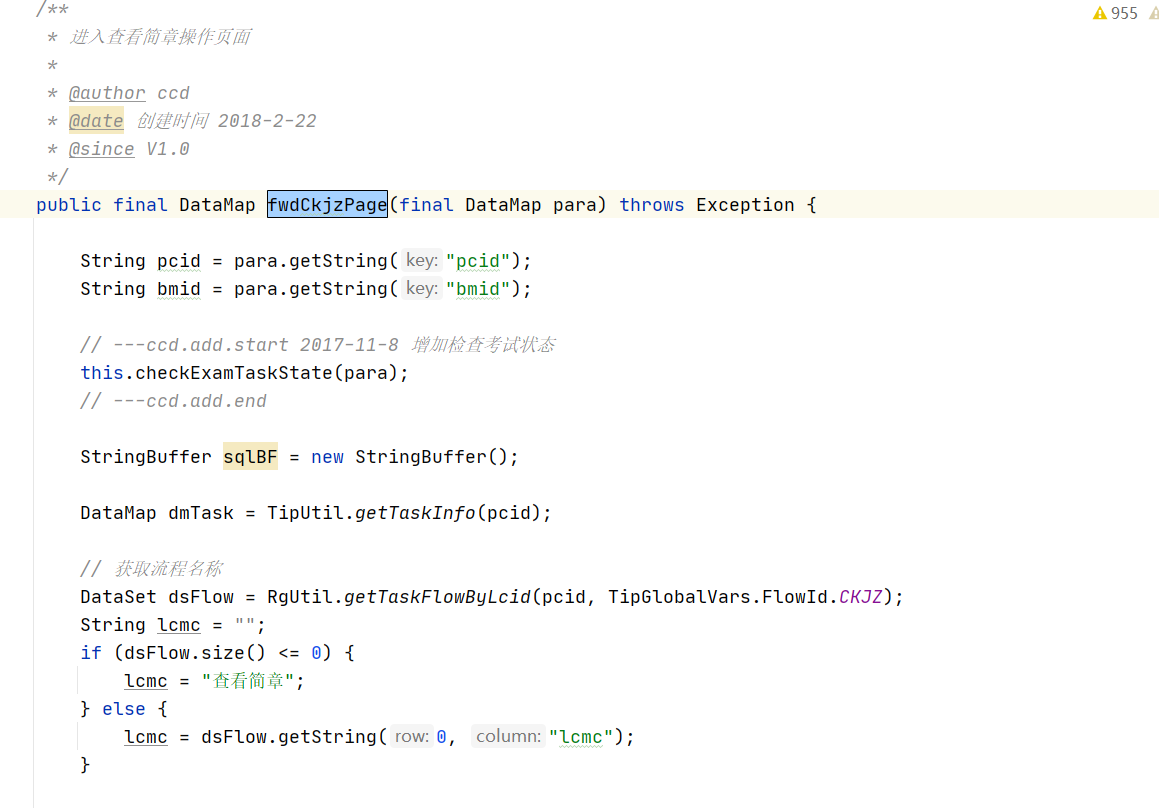 /**
 * 进入查看简章操作页面
 *
 * @author ccd
 * @date 创建时间 2018-2-22
 * @since V1.0
 */
955
public final DataMap fwdCkjzPage(final DataMap para) throws Exception {
String pcid = para.getString( key: "pcid");
String bmid = para.getString( key: "bmid");
// ---ccd.add.start 2017-11-8 增加检查考试状态
this.checkExamTaskState(para);
// ---ccd.add.end
StringBuffer sqlBF = new StringBuffer();
DataMap dmTask = TipUtil.getTaskInfo(pcid);
// 获取流程名称
DataSet dsFlow = RgUtil.getTaskFlowByLcid(pcid, TipGlobalVars.FlowId.CKJZ);
String lcmc = "";
if (dsFlow.size() <= 0) {
lcmc = "查看简章";
} else {
lcmc = dsFlow.getString( row: 0, column: "lcmc");
}